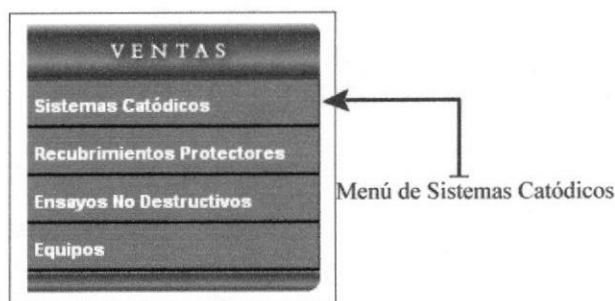 VENTAS
Sistemas Catódicos
Recubrimientos Protectores
Ensayos No Destructivos
Menú de Sistemas Catódicos
Equipos